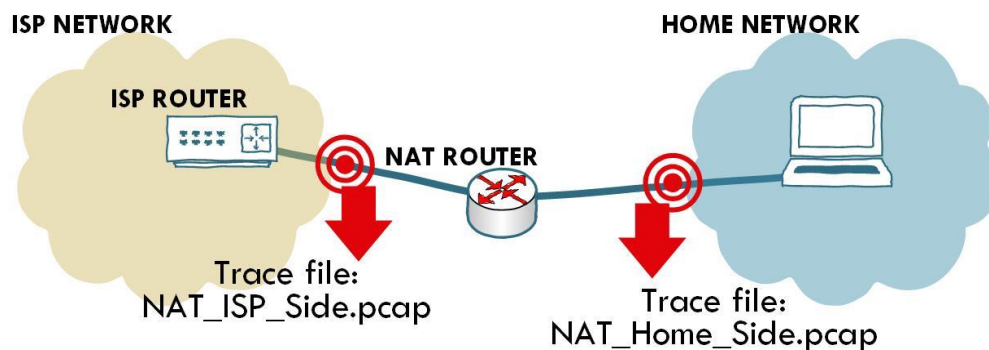 ISP NETWORK
HOME NETWORK
ISP ROUTER
NAT ROUTER
Trace file:
NAT_ISP_Side.pcap
Trace file:
NAT_Home_Side.pcap